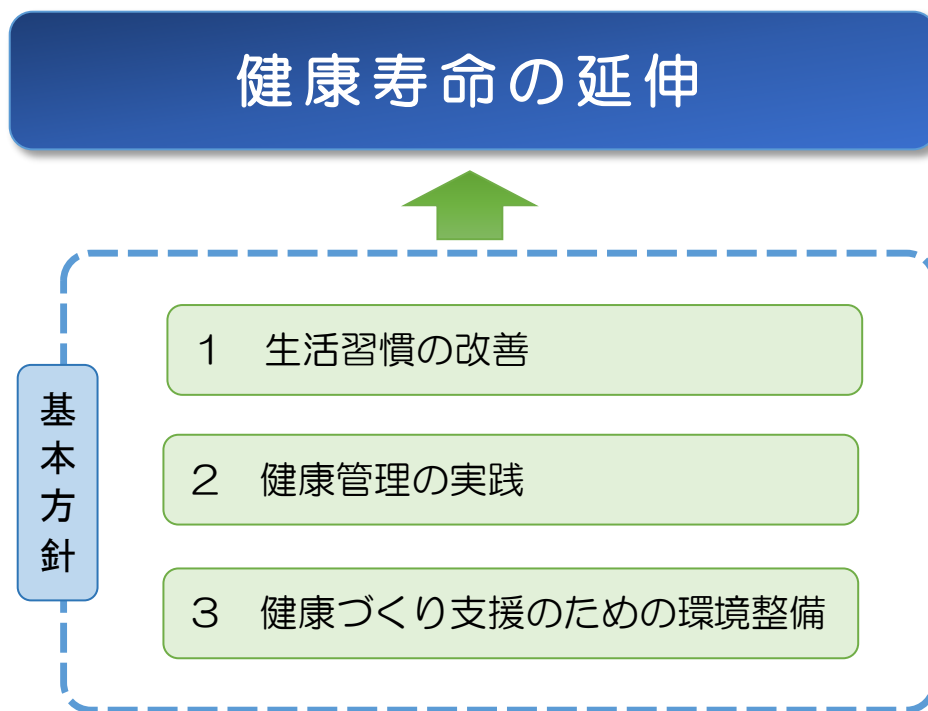 健康寿命の延伸
基本方針
１　生活習慣の改善
２　健康管理の実践
３　健康づくり支援のための環境整備